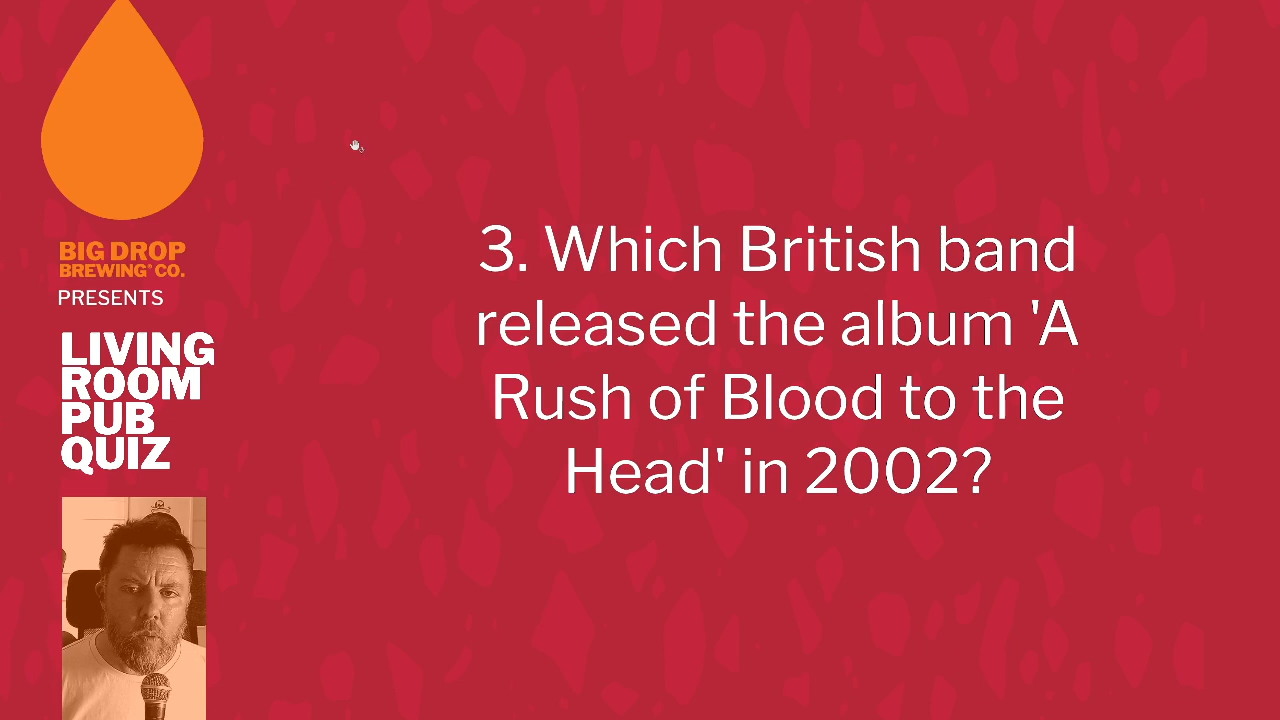 BIG DROP
BREWING® CO.
PRESENTS
LIVING
ROOM
PUB
QUIZ
3. Which British band
released the album 'A
Rush of Blood to the
Head' in 2002?